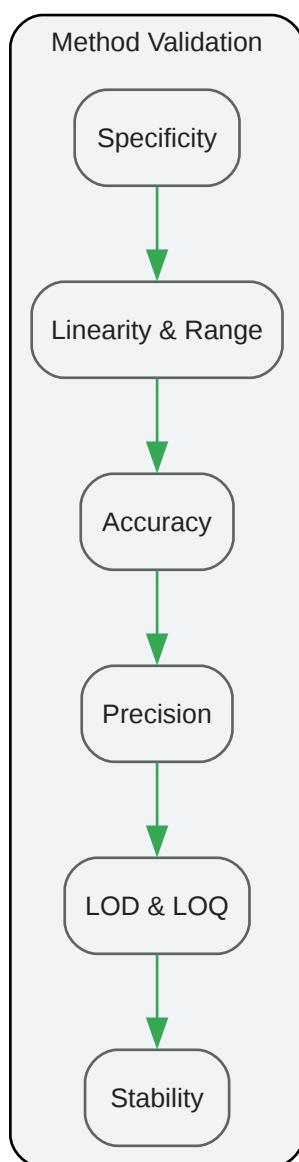 Method Validation
Specificity
Linearity & Range
Accuracy
Precision
LOD & LOQ
Stability